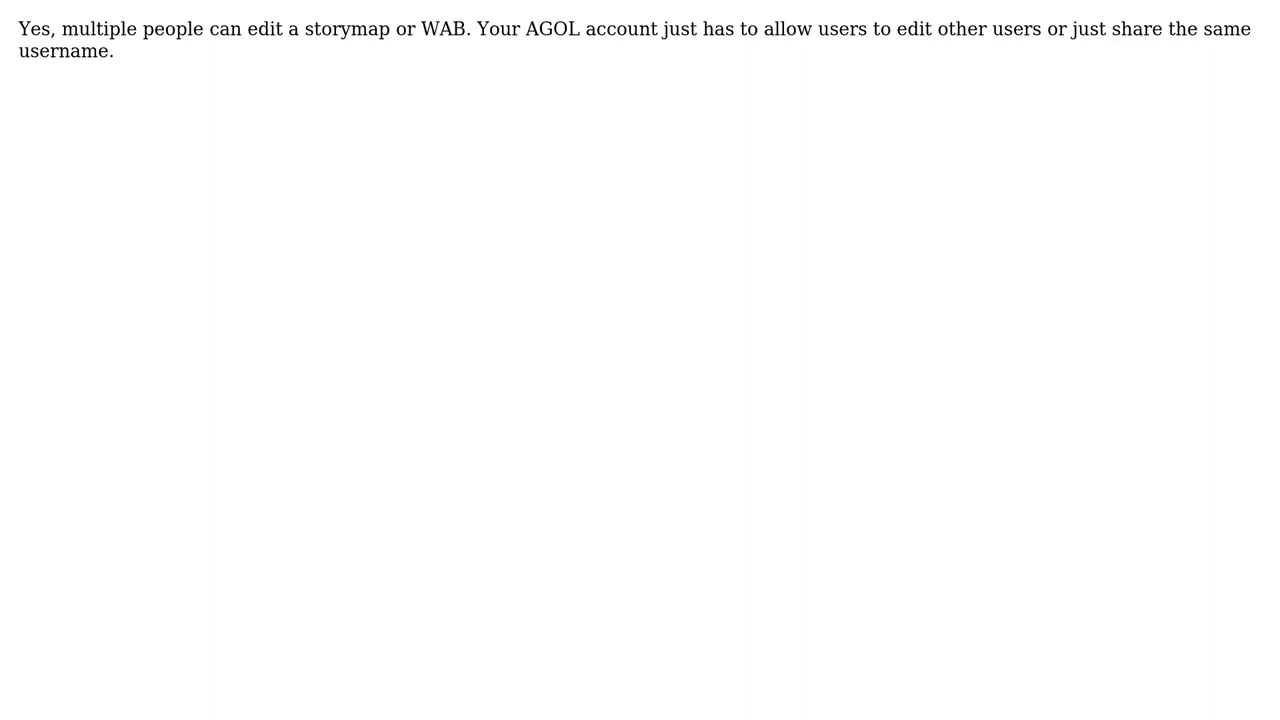 Yes, multiple people can edit a storymap or WAB. Your AGOL account just has to allow users to edit other users or just share the same
username.